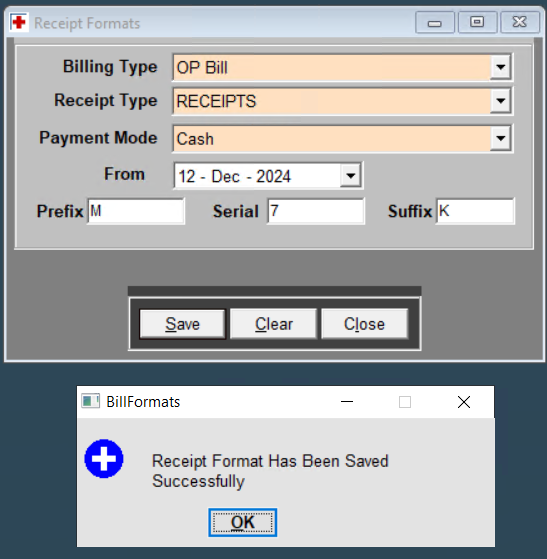 Receipt Formats
Billing Type OP Bill
Receipt Type RECEIPTS
Payment Mode Cash
From 12 - Dec - 2024
Prefix M Serial 7 Suffix K
Save Clear Close
BillFormats
Receipt Format Has Been Saved
Successfully
OK